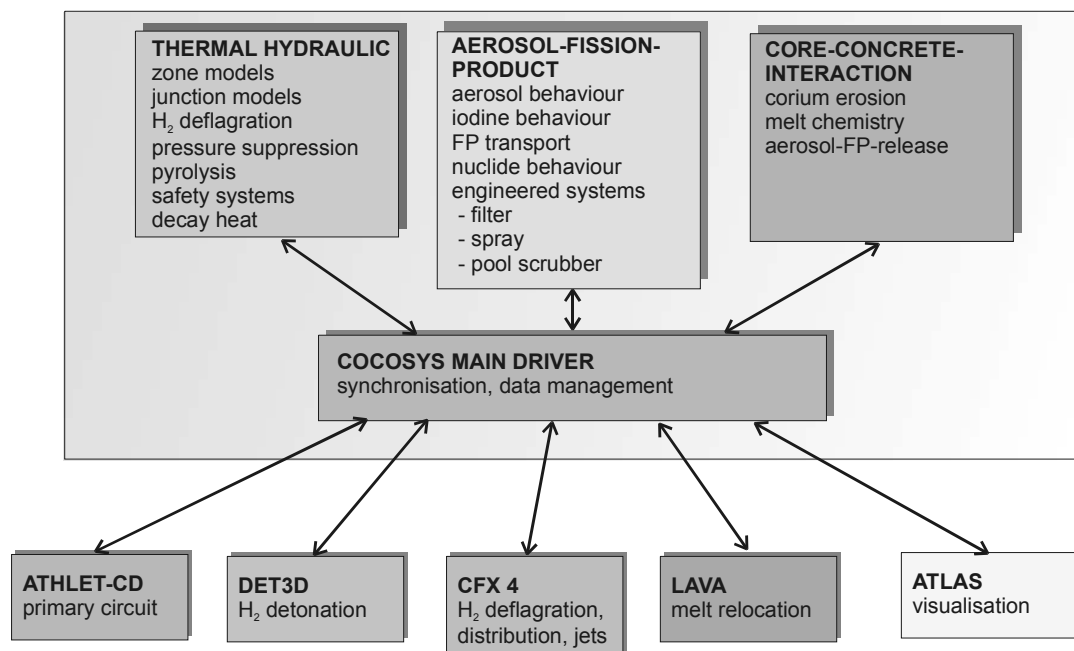 THERMAL HYDRAULIC
zone models
junction models
H₂ deflagration
pressure suppression
pyrolysis
safety systems
decay heat
AEROSOL-FISSION-
PRODUCT
aerosol behaviour
iodine behaviour
FP transport
nuclide behaviour
engineered systems
- filter
- spray
- pool scrubber
CORE-CONCRETE-
INTERACTION
corium erosion
melt chemistry
aerosol-FP-release
COCOSYS MAIN DRIVER
synchronisation, data management
ATHLET-CD
primary circuit
DET3D
H₂ detonation
CFX 4
H₂ deflagration,
distribution, jets
LAVA
melt relocation
ATLAS
visualisation